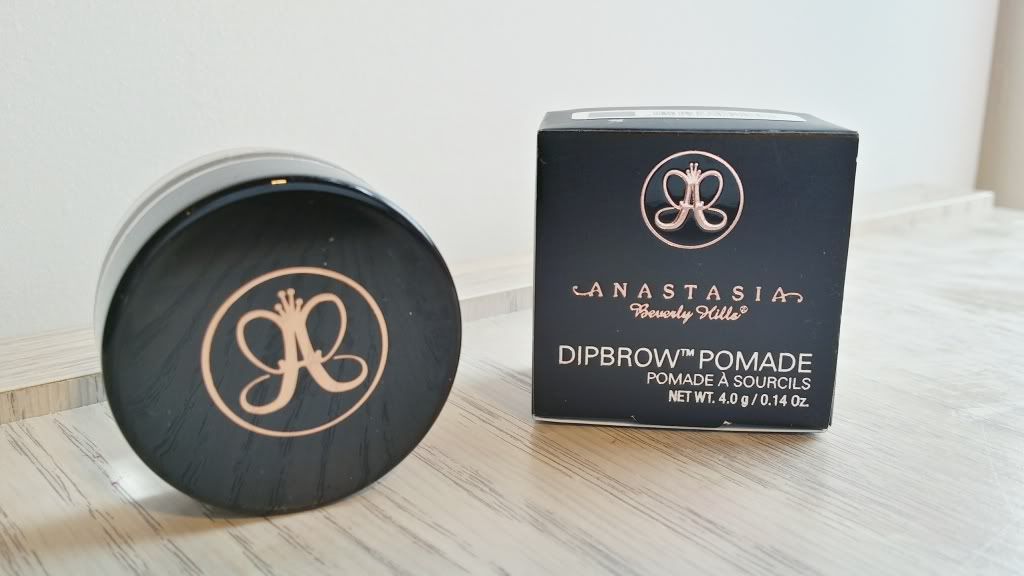 A
A
ANASTASIA
Beverly Hills®
DIPBROW™ POMADE
POMADE À SOURCILS
NET WT. 4.0 g / 0.14 Oz.